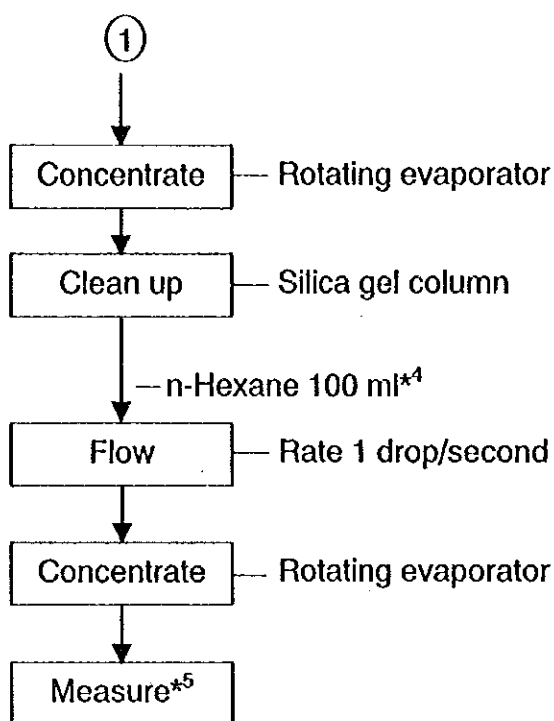 1
Concentrate — Rotating evaporator
Clean up — Silica gel column
— n-Hexane 100 ml*4
Flow — Rate 1 drop/second
Concentrate — Rotating evaporator
Measure*5